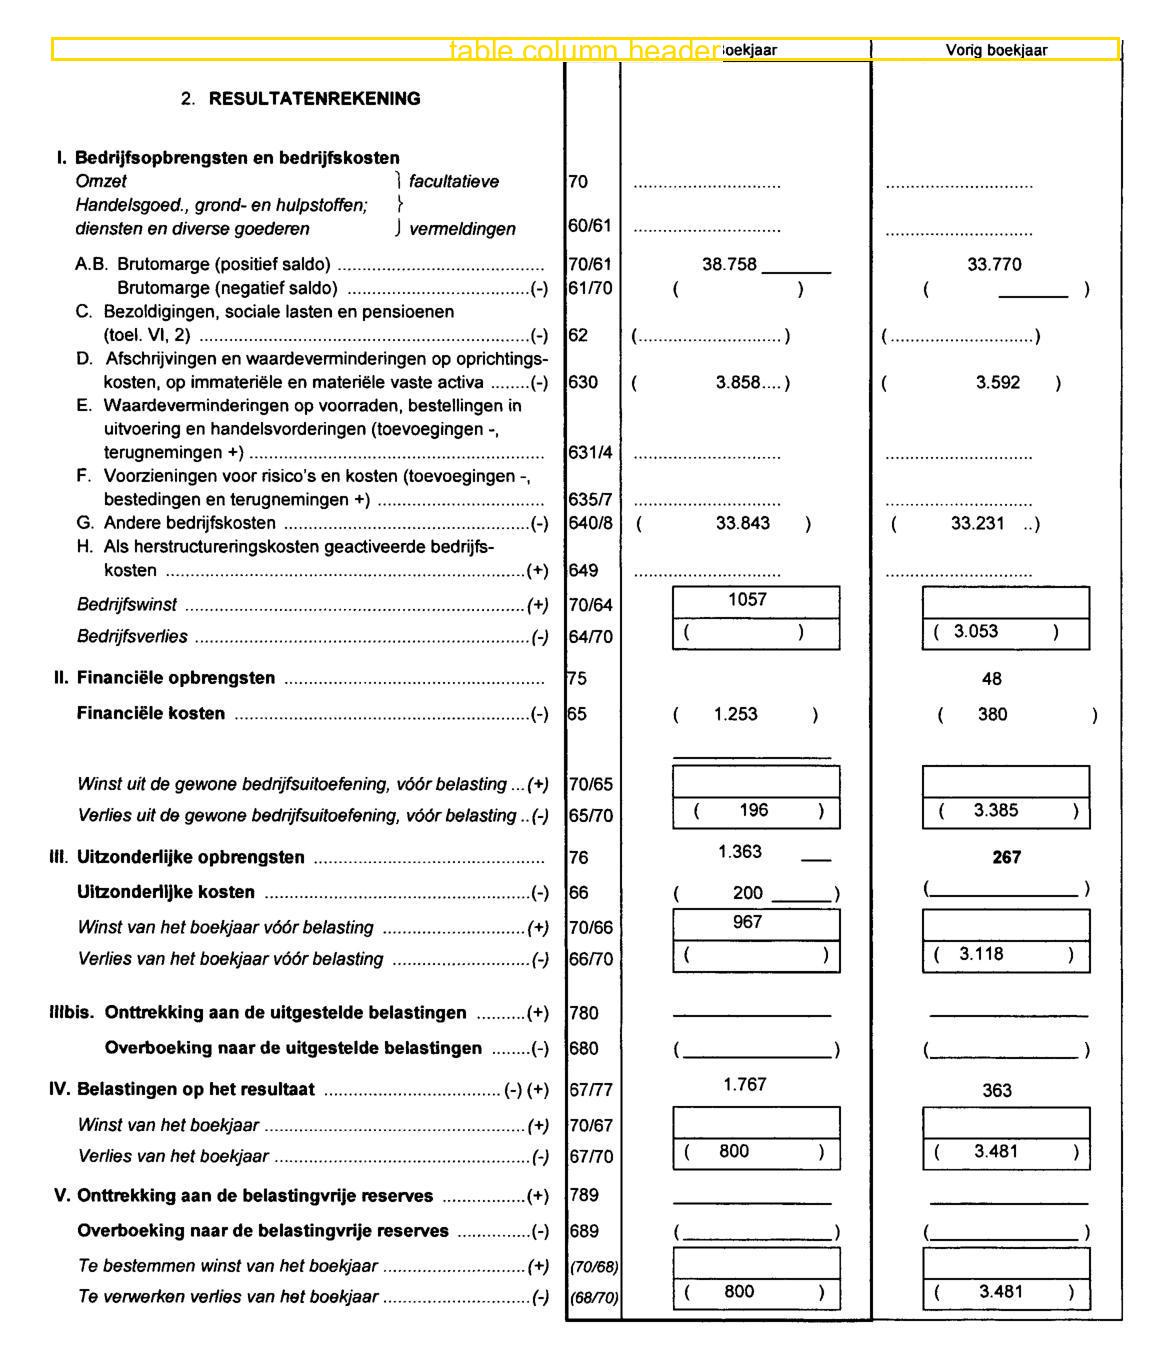 table column header oekjaar Vorig boekjaar
2. RESULTATENREKENING
I. Bedrijfsopbrengsten en bedrijfskosten
Omzet } facultatieve 70 ............................. .............................
Handelsgoed., grond- en hulpstoffen; }
diensten en diverse goederen } vermeldingen 60/61 ............................. .............................
A.B. Brutomarge (positief saldo) ............................. 70/61 38.758 33.770
Brutomarge (negatief saldo) .............................(-) 61/70 ( ) ( )
C. Bezoldigingen, sociale lasten en pensioenen
(toel. VI, 2) .............................(-) 62 (.............................) (.............................)
D. Afschrijvingen en waardeverminderingen op oprichtings-
kosten, op immateriële en materiële vaste activa ........(-) 630 ( 3.858....) ( 3.592 )
E. Waardeverminderingen op voorraden, bestellingen in
uitvoering en handelsvorderingen (toevoegingen -,
terugnemingen +) ............................. 631/4 ............................. .............................
F. Voorzieningen voor risico's en kosten (toevoegingen -,
bestedingen en terugnemingen +) ............................. 635/7 ............................. .............................
G. Andere bedrijfskosten .............................(-) 640/8 ( 33.843 ) ( 33.231 ..)
H. Als herstructureringskosten geactiveerde bedrijfs-
kosten .............................(+) 649 ............................. .............................
Bedrijfswinst .............................(+) 70/64 1057
Bedrijfsverlies .............................(-) 64/70 ( ) ( 3.053 )
II. Financiële opbrengsten ............................. 75 48
Financiële kosten .............................(-) 65 ( 1.253 ) ( 380 )
Winst uit de gewone bedrijfsuitoefening, vóór belasting ...(+) 70/65
Verlies uit de gewone bedrijfsuitoefening, vóór belasting ..(-) 65/70 ( 196 ) ( 3.385 )
III. Uitzonderlijke opbrengsten ............................. 76 1.363 267
Uitzonderlijke kosten .............................(-) 66 ( 200 ) ( )
Winst van het boekjaar vóór belasting .............................(+) 70/66 967
Verlies van het boekjaar vóór belasting .............................(-) 66/70 ( ) ( 3.118 )
IIIbis. Onttrekking aan de uitgestelde belastingen ..........(+) 780
Overboeking naar de uitgestelde belastingen ........(-) 680 ( ) ( )
IV. Belastingen op het resultaat ............................. (-) (+) 67/77 1.767 363
Winst van het boekjaar .............................(+) 70/67
Verlies van het boekjaar .............................(-) 67/70 ( 800 ) ( 3.481 )
V. Onttrekking aan de belastingvrije reserves ................(+) 789
Overboeking naar de belastingvrije reserves ..............(-) 689 ( ) ( )
Te bestemmen winst van het boekjaar .............................(+) (70/68)
Te verwerken verlies van het boekjaar .............................(-) (68/70) ( 800 ) ( 3.481 )